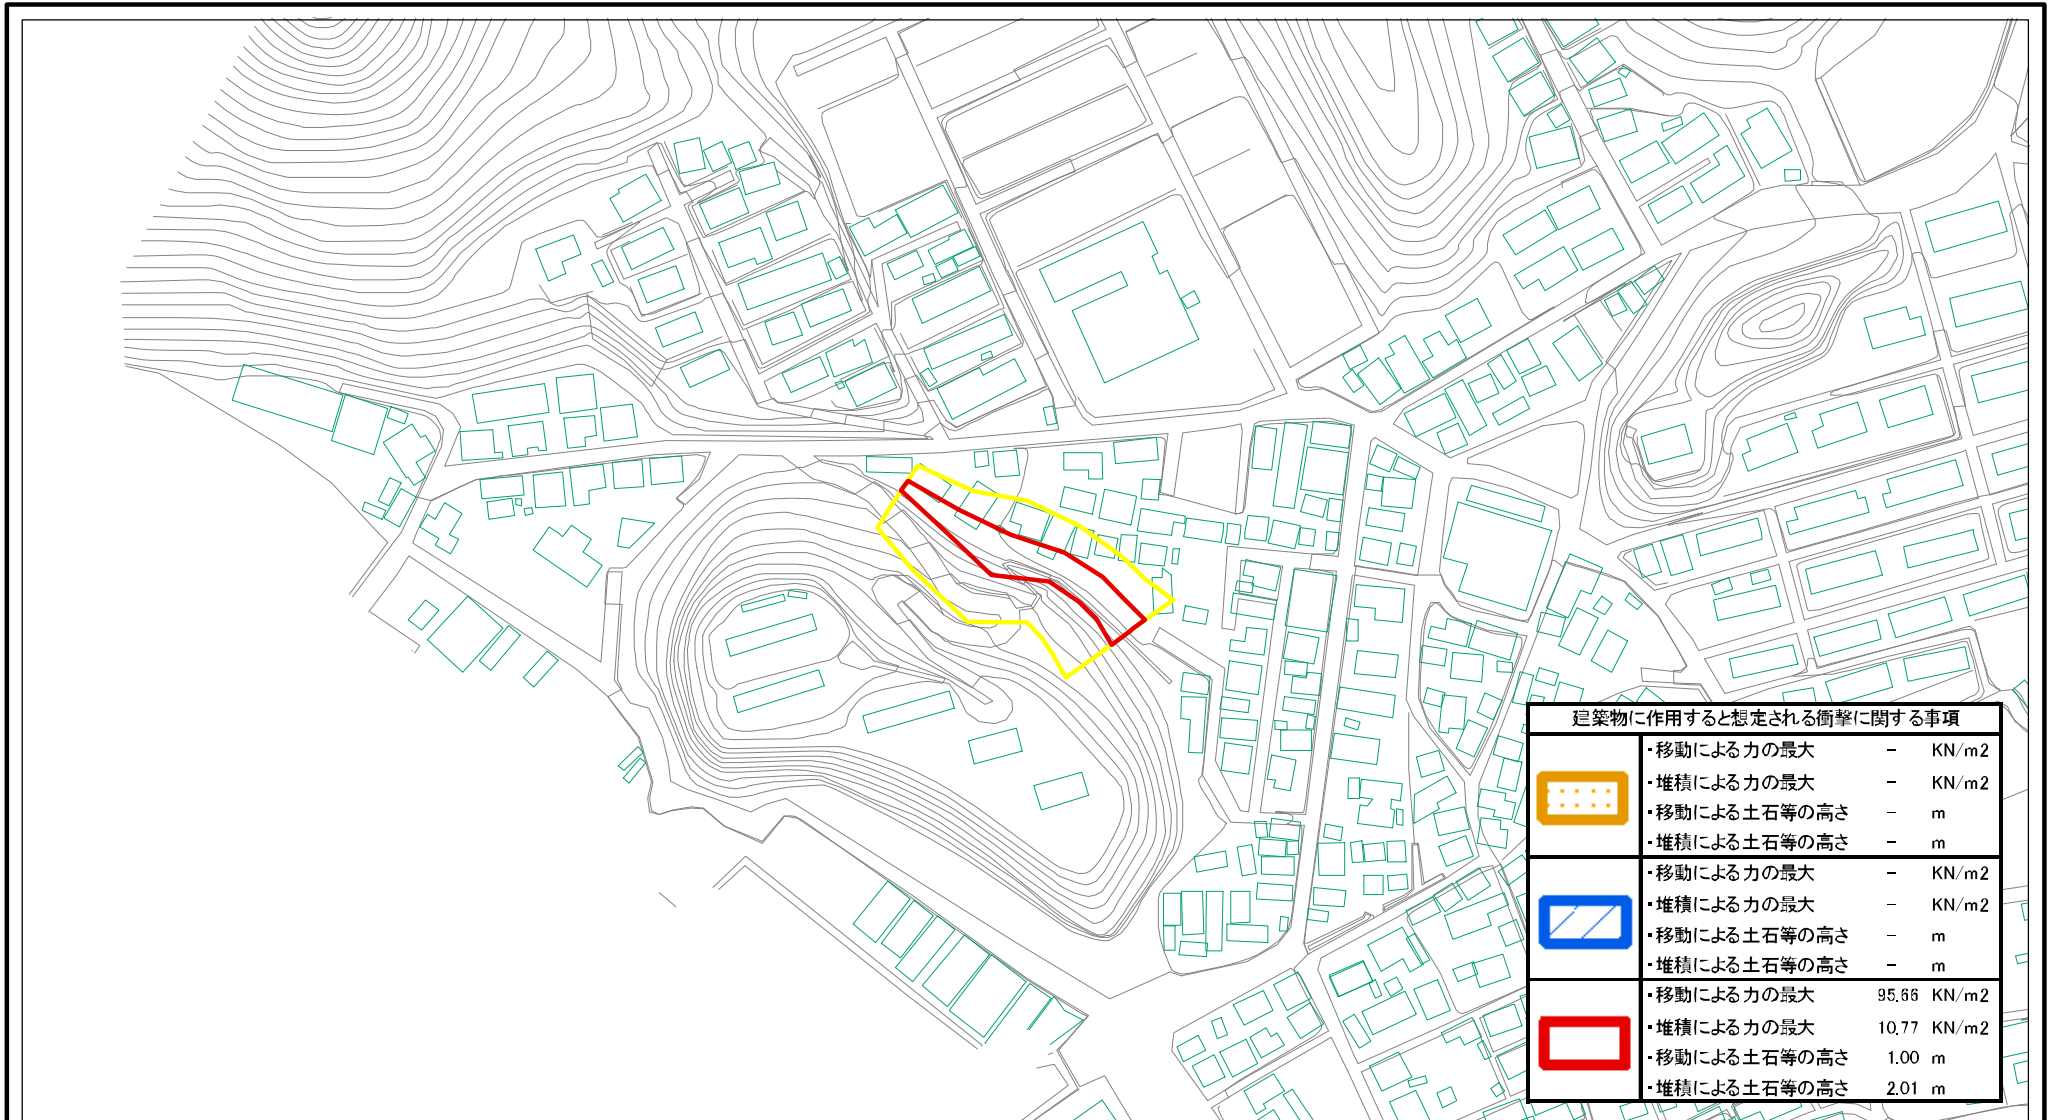 建築物に作用すると想定される衝撃に関する事項
・移動による力の最大 － KN/m2
・堆積による力の最大 － KN/m2
・移動による土石等の高さ － m
・堆積による土石等の高さ － m
・移動による力の最大 － KN/m2
・堆積による力の最大 － KN/m2
・移動による土石等の高さ － m
・堆積による土石等の高さ － m
・移動による力の最大 95.66 KN/m2
・堆積による力の最大 10.77 KN/m2
・移動による土石等の高さ 1.00 m
・堆積による土石等の高さ 2.01 m